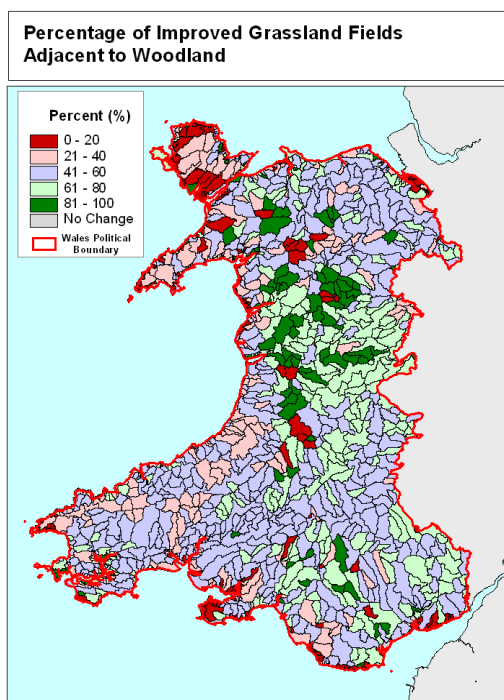 Percentage of Improved Grassland Fields
Adjacent to Woodland
Percent (%)
0 - 20
21 - 40
41 - 60
61 - 80
81 - 100
No Change
Wales Political
Boundary